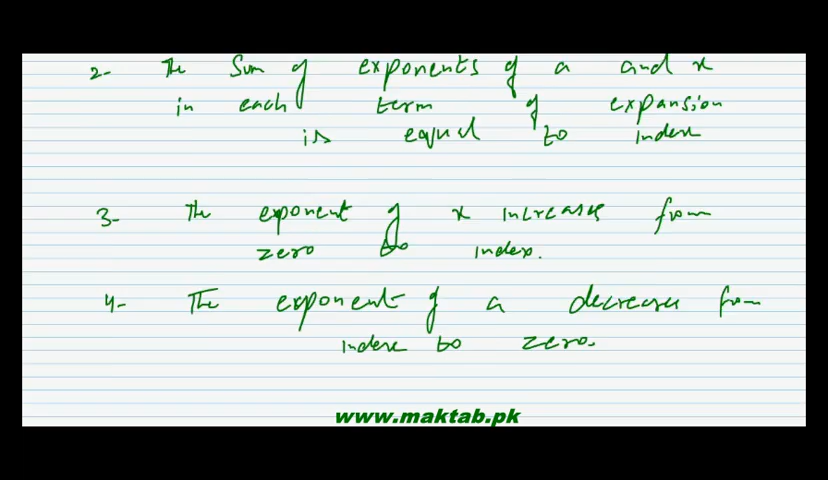 2- The Sum of exponents of a and x
in each term of expansion
is equal to index
3- The exponent of x increases from
zero to index.
4- The exponent of a decreases from
index to zero.
www.maktab.pk